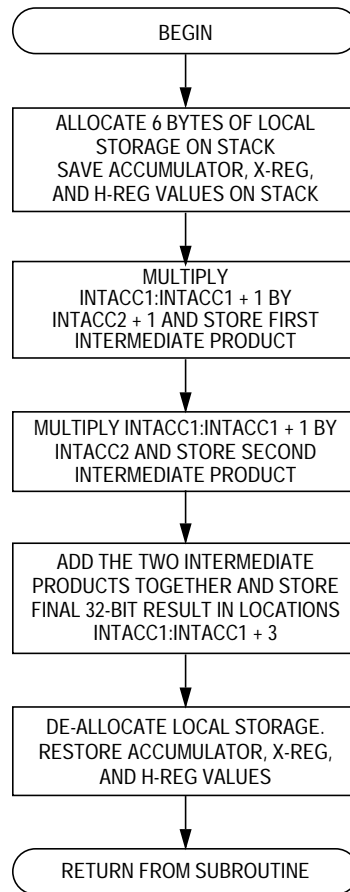 BEGIN
ALLOCATE 6 BYTES OF LOCAL
STORAGE ON STACK
SAVE ACCUMULATOR, X-REG,
AND H-REG VALUES ON STACK
MULTIPLY
INTACC1:INTACC1 + 1 BY
INTACC2 + 1 AND STORE FIRST
INTERMEDIATE PRODUCT
MULTIPLY INTACC1:INTACC1 + 1 BY
INTACC2 AND STORE SECOND
INTERMEDIATE PRODUCT
ADD THE TWO INTERMEDIATE
PRODUCTS TOGETHER AND STORE
FINAL 32-BIT RESULT IN LOCATIONS
INTACC1:INTACC1 + 3
DE-ALLOCATE LOCAL STORAGE.
RESTORE ACCUMULATOR, X-REG,
AND H-REG VALUES
RETURN FROM SUBROUTINE